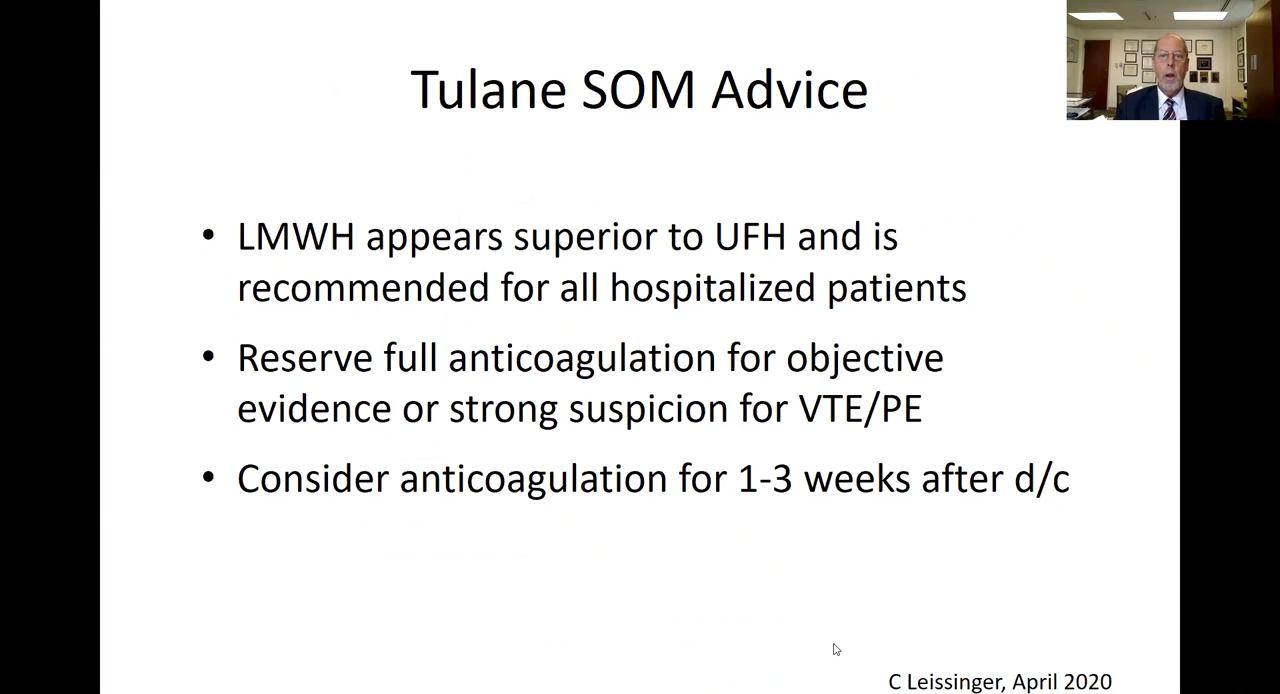 Tulane SOM Advice
• LMWH appears superior to UFH and is
recommended for all hospitalized patients
• Reserve full anticoagulation for objective
evidence or strong suspicion for VTE/PE
• Consider anticoagulation for 1-3 weeks after d/c
C Leissinger, April 2020